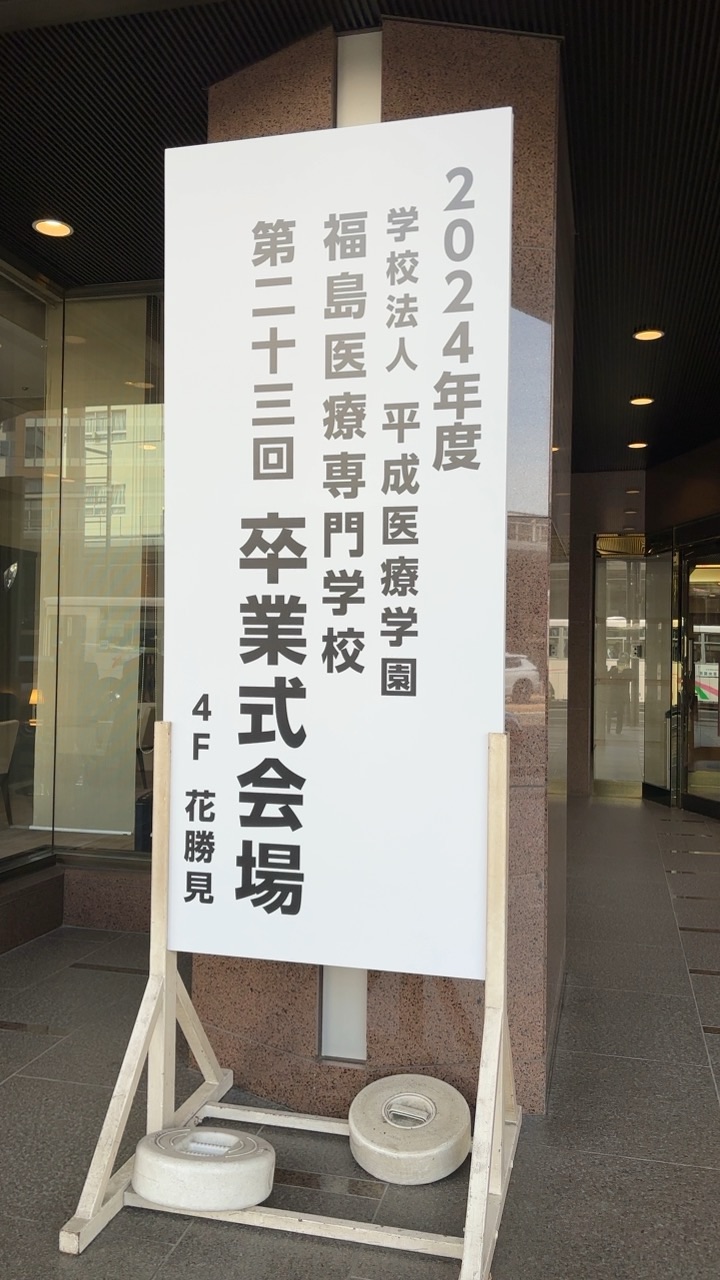 2024年度
学校法人 平成医療学園
福島医療専門学校
第二十三回 卒業式会場
4F 花勝見